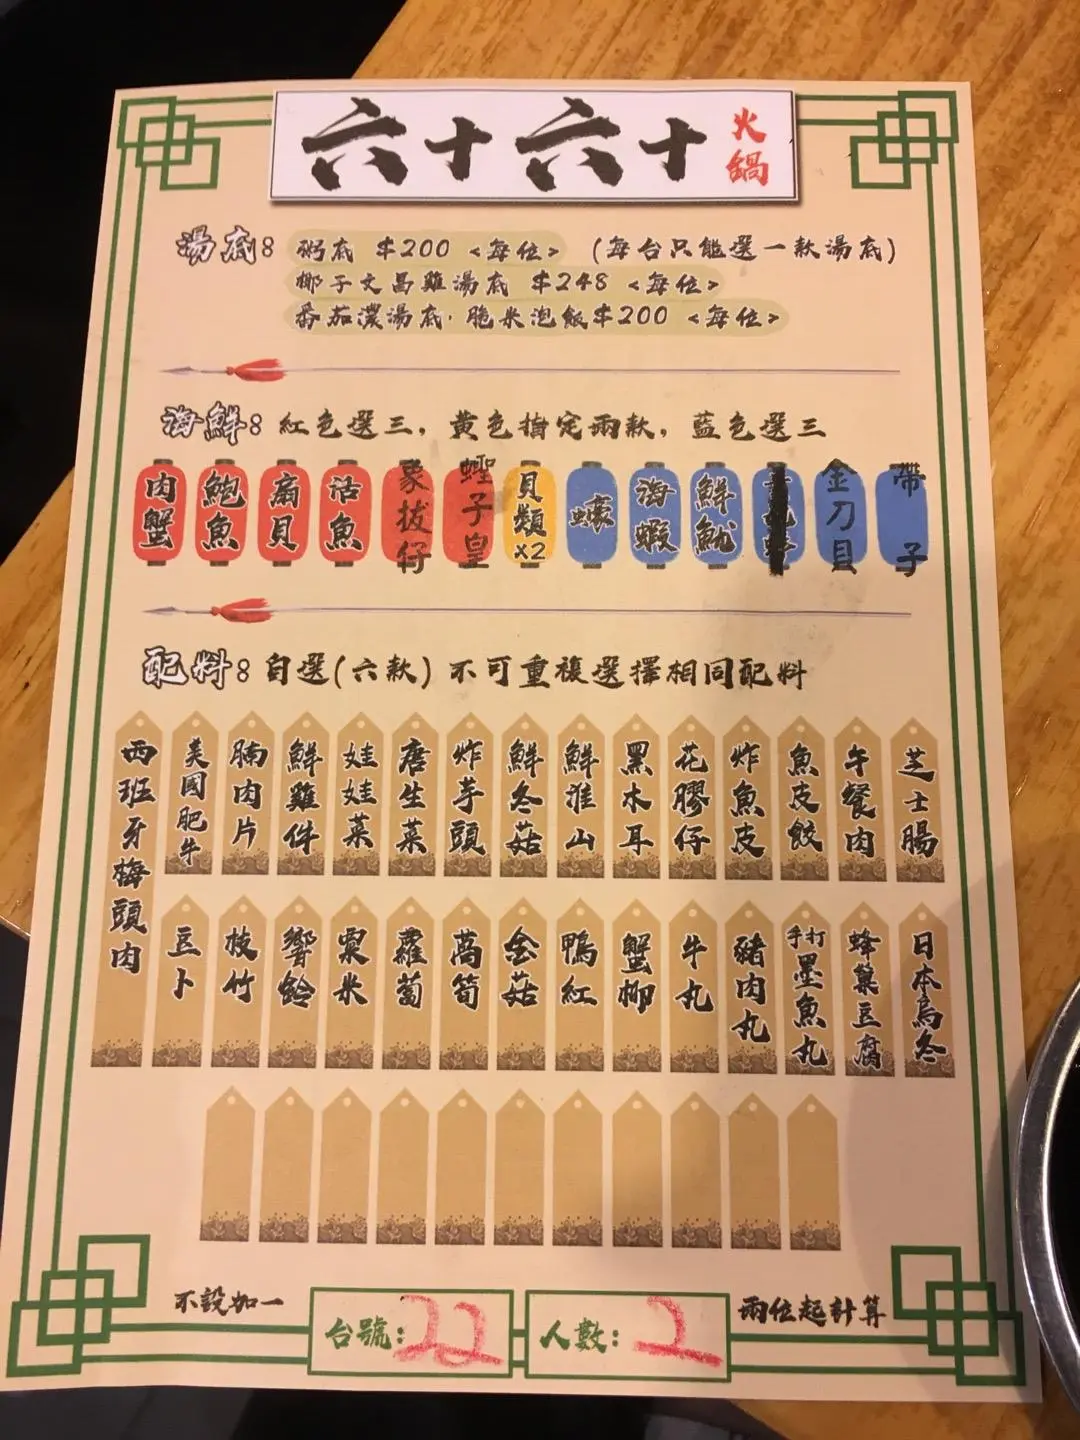 六十六十 火鍋
湯底: 粥底 $200 <每位> (每台只能選一款湯底)
椰子文昌雞湯底 $248 <每位>
番茄濃湯底·脆米泡飯$200 <每位>
海鮮: 紅色選三, 黃色指定兩款, 藍色選三
肉蟹 鮑魚 扇貝 活魚 象拔仔 蟶子皇 貝類x2 蠔 海蝦 鮮魷 金刀貝 帶子
配料: 自選(六款) 不可重複選擇相同配料
西班牙梅頭肉 美國肥牛 腩肉片 鮮雞件 娃娃菜 唐生菜 炸芋頭 鮮冬菇 鮮淮山 黑木耳 花膠仔 炸魚皮 魚皮餃 午餐肉 芝士腸
豆卜 枝竹 響鈴 粟米 蘿蔔 萵筍 金菇 鴨紅 蟹柳 牛丸 豬肉丸 手打墨魚丸 蜂巢豆腐 日本烏冬
不設加一 台號: 22 人數: 2 兩位起計算